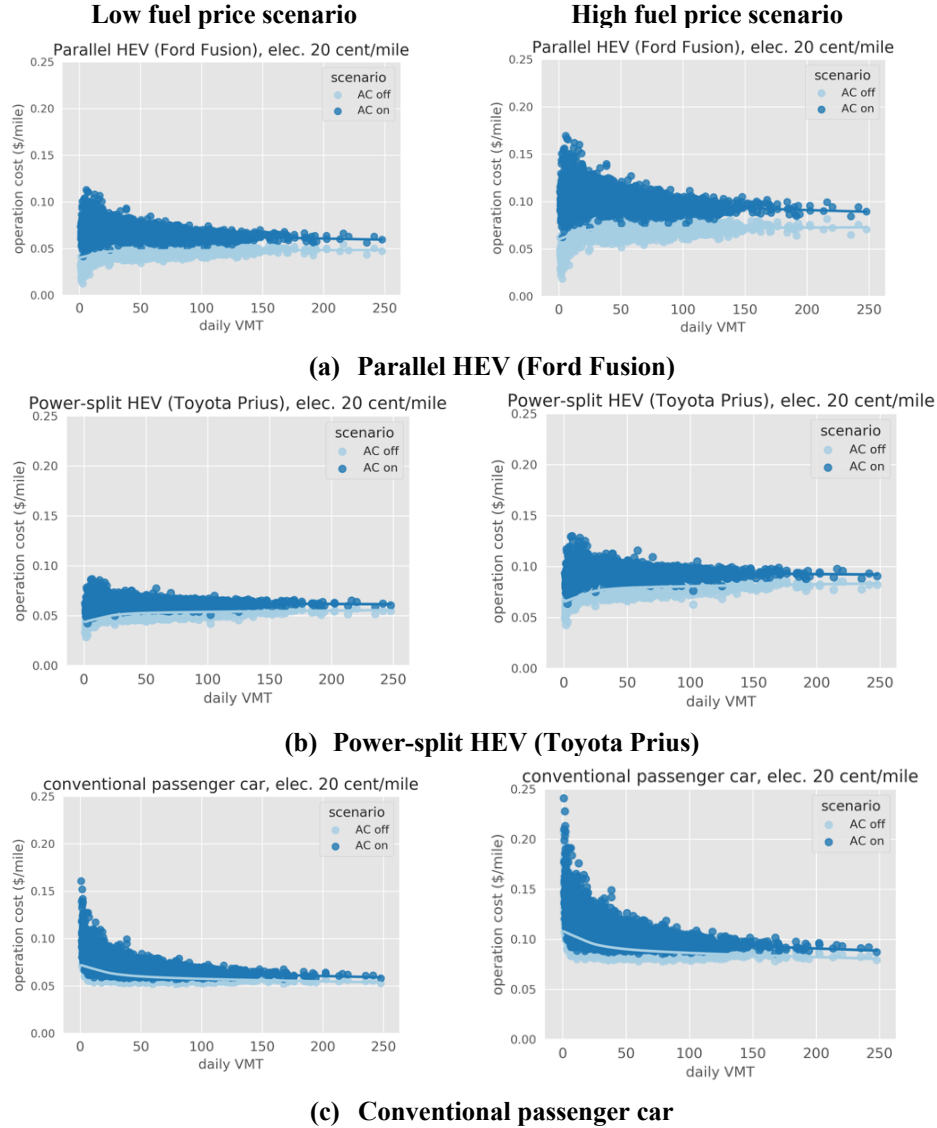 Low fuel price scenario
High fuel price scenario
Parallel HEV (Ford Fusion), elec. 20 cent/mile
0.25
0.20
0.15
0.10
0.05
0.00
operation cost ($/mile)
scenario
AC off
AC on
0
50
100
150
200
250
daily VMT
Parallel HEV (Ford Fusion), elec. 20 cent/mile
0.25
0.20
0.15
0.10
0.05
0.00
operation cost ($/mile)
scenario
AC off
AC on
0
50
100
150
200
250
daily VMT
(a) Parallel HEV (Ford Fusion)
Power-split HEV (Toyota Prius), elec. 20 cent/mile
0.25
0.20
0.15
0.10
0.05
0.00
operation cost ($/mile)
scenario
AC off
AC on
0
50
100
150
200
250
daily VMT
Power-split HEV (Toyota Prius), elec. 20 cent/mile
0.25
0.20
0.15
0.10
0.05
0.00
operation cost ($/mile)
scenario
AC off
AC on
0
50
100
150
200
250
daily VMT
(b) Power-split HEV (Toyota Prius)
conventional passenger car, elec. 20 cent/mile
0.25
0.20
0.15
0.10
0.05
0.00
operation cost ($/mile)
scenario
AC off
AC on
0
50
100
150
200
250
daily VMT
conventional passenger car, elec. 20 cent/mile
0.25
0.20
0.15
0.10
0.05
0.00
operation cost ($/mile)
scenario
AC off
AC on
0
50
100
150
200
250
daily VMT
(c) Conventional passenger car